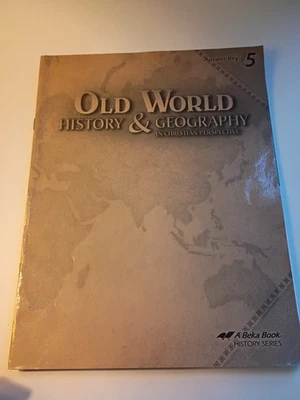 Answer Key 5
OLD WORLD
HISTORY & GEOGRAPHY
IN CHRISTIAN PERSPECTIVE
A Beka Book
HISTORY SERIES